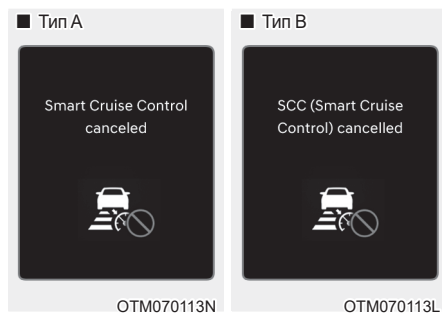 ■ Тип A
Smart Cruise Control
canceled
OTM070113N
■ Тип B
SCC (Smart Cruise
Control) cancelled
OTM070113L